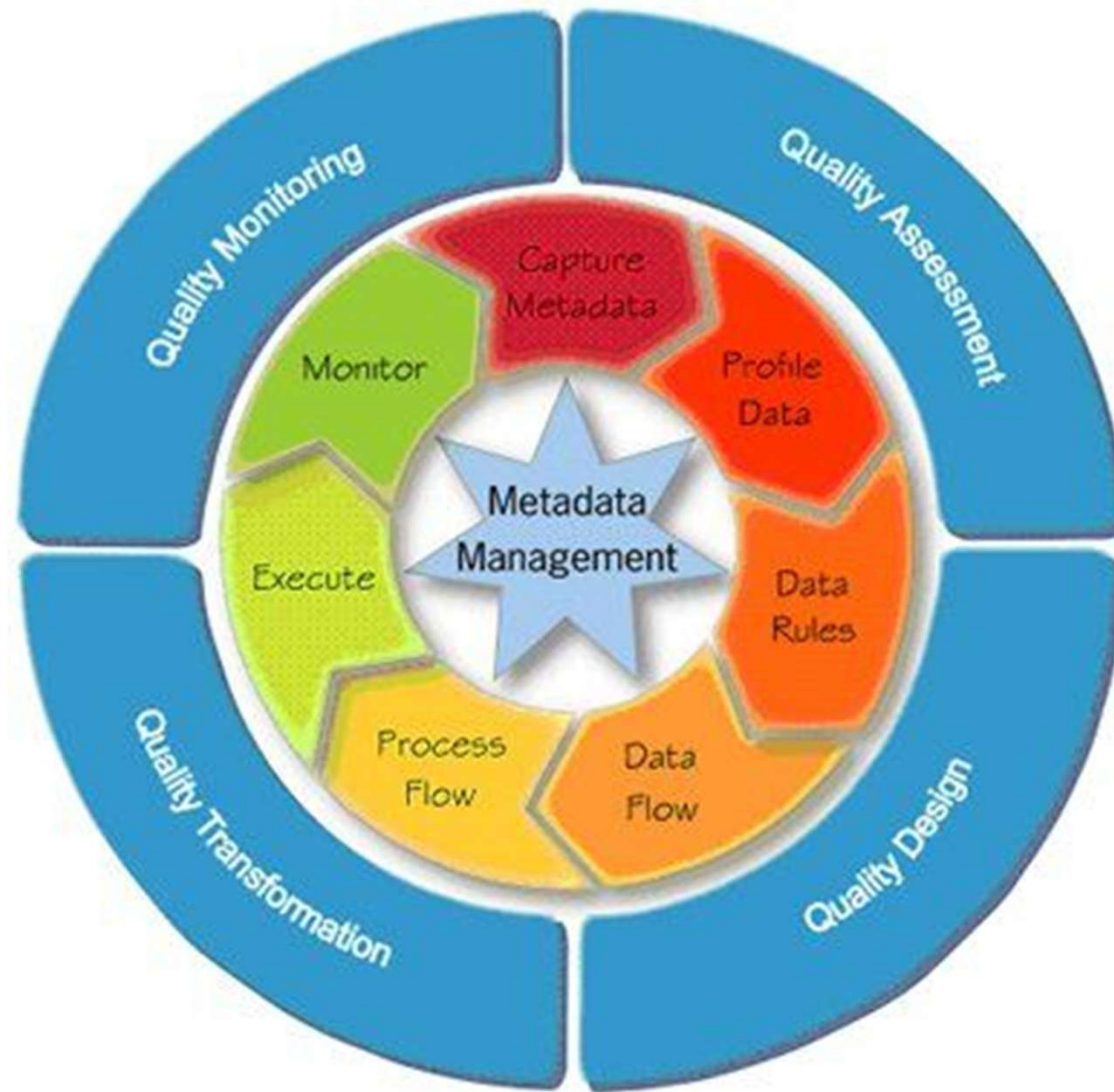 Quality Monitoring
Quality Assessment
Capture
Metadata
Monitor
Profile
Data
Metadata
Management
Execute
Data
Rules
Process
Flow
Data
Flow
Quality Transformation
Quality Design